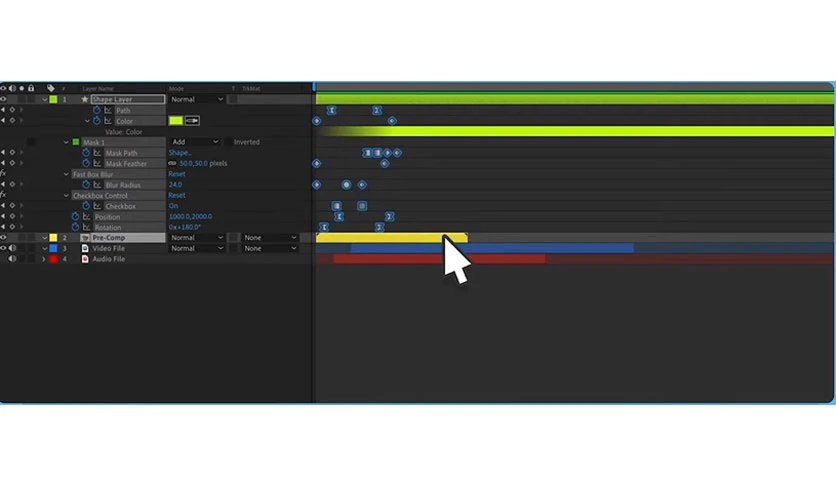 # Layer Name Mode T TrkMat
1 Shape Layer Normal
Path
Color
Value: Color
Mask 1 Add Inverted
Mask Path Shape...
Mask Feather 50.0,50.0 pixels
fx Fast Box Blur Reset
Blur Radius 24.0
fx Checkbox Control Reset
Checkbox On
Position 1000.0,2000.0
Rotation 0x+180.0°
2 Pre-Comp Normal None
3 Video File Normal None
4 Audio File